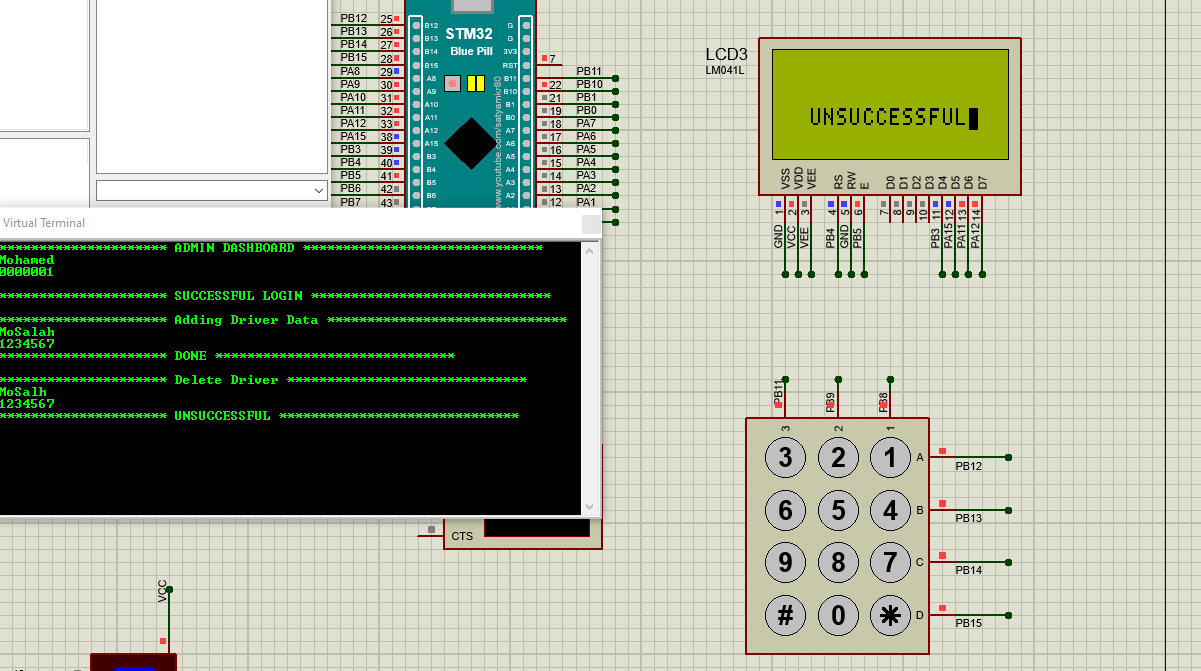 PB12 25
PB13 26
PB14 27
PB15 28
PA8 29
PA9 30
PA10 31
PA11 32
PA12 33
PA15 38
PB3 39
PB4 40
PB5 41
PB6 42
PB7 43
B12
B13
B14
B15
A8
A9
A10
A11
A12
A15
B3
B4
B5
B6
STM32
Blue Pill
www.youtube.com/satyamkr80
G
G
3V3
RST
B11
B10
B1
B0
A7
A6
A5
A4
A3
A2
7
PB11
22 PB10
21 PB1
19 PB0
18 PA7
17 PA6
16 PA5
15 PA4
14 PA3
13 PA2
12 PA1
LCD3
LM041L
UNSUCCESSFUL
VSS VDD VEE RS RW E D0 D1 D2 D3 D4 D5 D6 D7
1 2 3 4 5 6 7 8 9 10 11 12 13 14
GND VCC VEE PB4 GND PB5 PB3 PA15 PA11 PA12
Virtual Terminal
********************* ADMIN DASHBOARD ******************************
Mohamed
0000001
********************* SUCCESSFUL LOGIN ******************************
********************* Adding Driver Data ******************************
MoSalah
1234567
********************* DONE ******************************
********************* Delete Driver ******************************
MoSalh
1234567
********************* UNSUCCESSFUL ******************************
CTS
VCC
PB11 PB9 PB8
3 2 1
3 2 1 A PB12
6 5 4 B PB13
9 8 7 C PB14
# 0 * D PB15